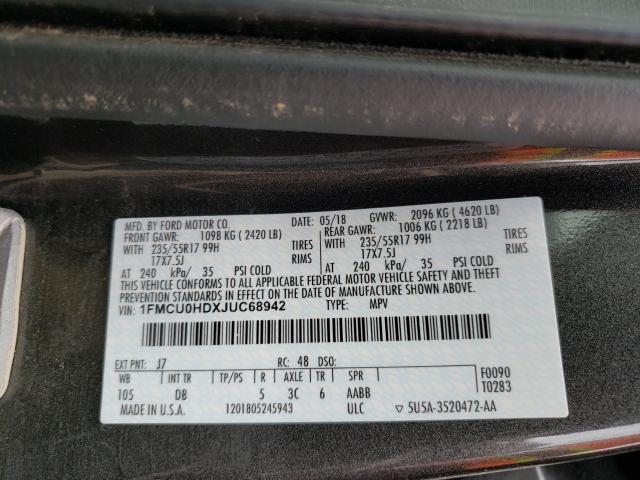 MFD. BY FORD MOTOR CO. DATE: 05/18 GVWR: 2096 KG ( 4620 LB)
FRONT GAWR: 1098 KG ( 2420 LB) REAR GAWR: 1006 KG ( 2218 LB)
WITH 235/55R17 99H TIRES WITH 235/55R17 99H TIRES
17X7.5J RIMS 17X7.5J RIMS
AT 240 kPa/ 35 PSI COLD AT 240 kPa/ 35 PSI COLD
THIS VEHICLE CONFORMS TO ALL APPLICABLE FEDERAL MOTOR VEHICLE SAFETY AND THEFT
PREVENTION STANDARDS IN EFFECT ON THE DATE OF MANUFACTURE SHOWN ABOVE.
VIN: 1FMCU0HDXJUC68942 TYPE: MPV
EXT PNT: J7 RC: 48 DSO:
WB INT TR TP/PS R AXLE TR SPR F0090
105 DB 5 3C 6 AABB T0283
MADE IN U.S.A. 1201805245943 ULC 5U5A-3520472-AA